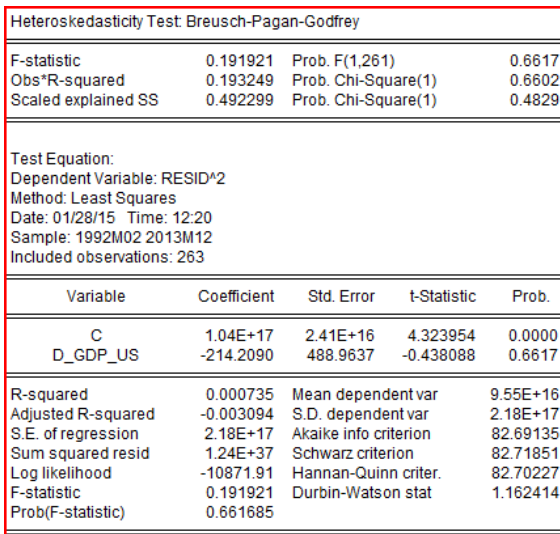 Heteroskedasticity Test: Breusch-Pagan-Godfrey
F-statistic 0.191921 Prob. F(1,261) 0.6617
Obs*R-squared 0.193249 Prob. Chi-Square(1) 0.6602
Scaled explained SS 0.492299 Prob. Chi-Square(1) 0.4829
Test Equation:
Dependent Variable: RESID^2
Method: Least Squares
Date: 01/28/15 Time: 12:20
Sample: 1992M02 2013M12
Included observations: 263
Variable Coefficient Std. Error t-Statistic Prob.
C 1.04E+17 2.41E+16 4.323954 0.0000
D_GDP_US -214.2090 488.9637 -0.438088 0.6617
R-squared 0.000735 Mean dependent var 9.55E+16
Adjusted R-squared -0.003094 S.D. dependent var 2.18E+17
S.E. of regression 2.18E+17 Akaike info criterion 82.69135
Sum squared resid 1.24E+37 Schwarz criterion 82.71851
Log likelihood -10871.91 Hannan-Quinn criter. 82.70227
F-statistic 0.191921 Durbin-Watson stat 1.162414
Prob(F-statistic) 0.661685